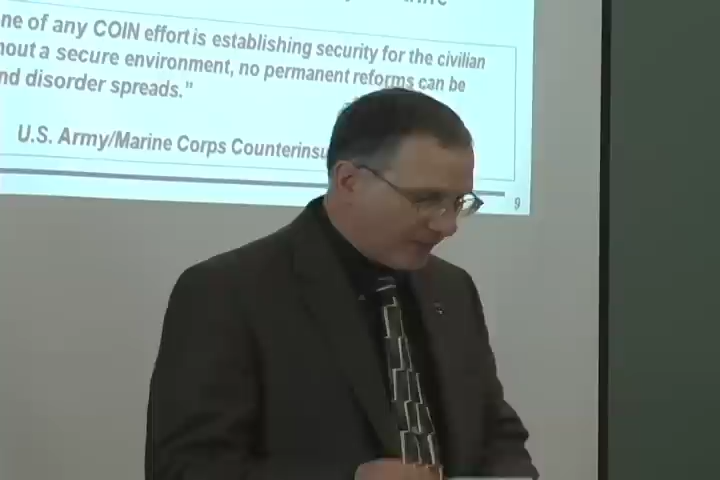 ne of any COIN effort is establishing security for the civilian
out a secure environment, no permanent reforms can be
nd disorder spreads."
U.S. Army/Marine Corps Counterinsu
9